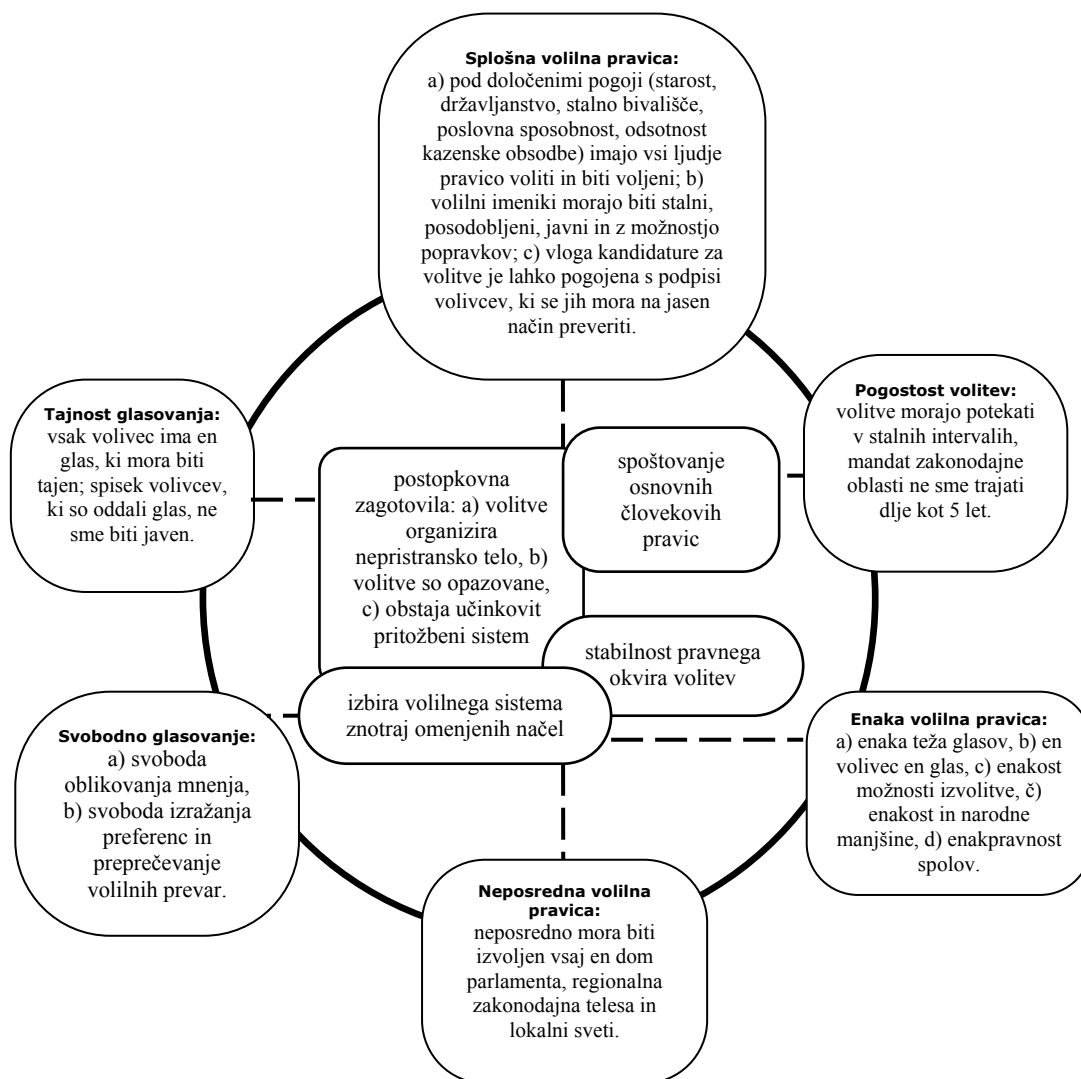 Splošna volilna pravica:
a) pod določenimi pogoji (starost,
državljanstvo, stalno bivališče,
poslovna sposobnost, odsotnost
kazenske obsodbe) imajo vsi ljudje
pravico voliti in biti voljeni; b)
volilni imeniki morajo biti stalni,
posodobljeni, javni in z možnostjo
popravkov; c) vloga kandidature za
volitve je lahko pogojena s podpisi
volivcev, ki se jih mora na jasen
način preveriti.
Tajnost glasovanja:
vsak volivec ima en
glas, ki mora biti
tajen; spisek volivcev,
ki so oddali glas, ne
sme biti javen.
postopkovna
zagotovila: a) volitve
organizira
nepristransko telo, b)
volitve so opazovane,
c) obstaja učinkovit
pritožbeni sistem
spoštovanje
osnovnih
človekovih
pravic
Pogostost volitev:
volitve morajo potekati
v stalnih intervalih,
mandat zakonodajne
oblasti ne sme trajati
dlje kot 5 let.
stabilnost pravnega
okvira volitev
izbira volilnega sistema
znotraj omenjenih načel
Svobodno glasovanje:
a) svoboda
oblikovanja mnenja,
b) svoboda izražanja
preferenc in
preprečevanje
volilnih prevar.
Enaka volilna pravica:
a) enaka teža glasov, b) en
volivec en glas, c) enakost
možnosti izvolitve, č)
enakost in narodne
manjšine, d) enakpravnost
spolov.
Neposredna volilna
pravica:
neposredno mora biti
izvoljen vsaj en dom
parlamenta, regionalna
zakonodajna telesa in
lokalni sveti.